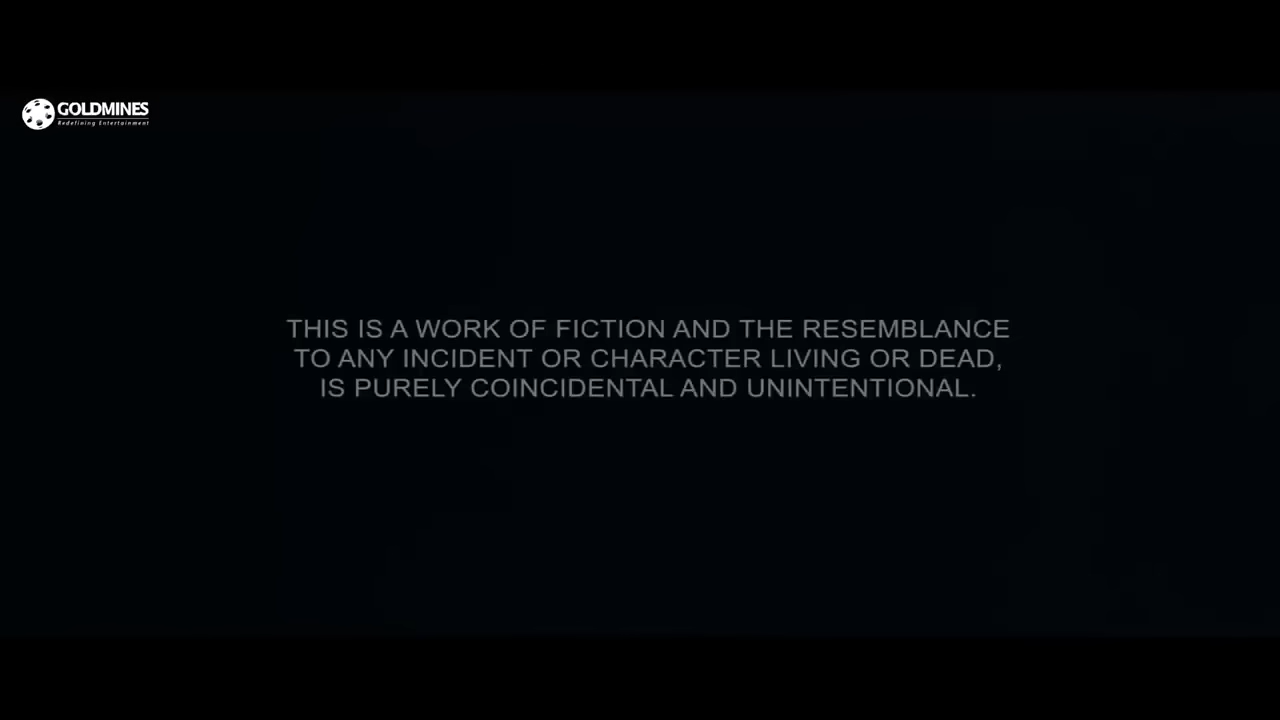 GOLDMINES
Redefining Entertainment
THIS IS A WORK OF FICTION AND THE RESEMBLANCE
TO ANY INCIDENT OR CHARACTER LIVING OR DEAD,
IS PURELY COINCIDENTAL AND UNINTENTIONAL.